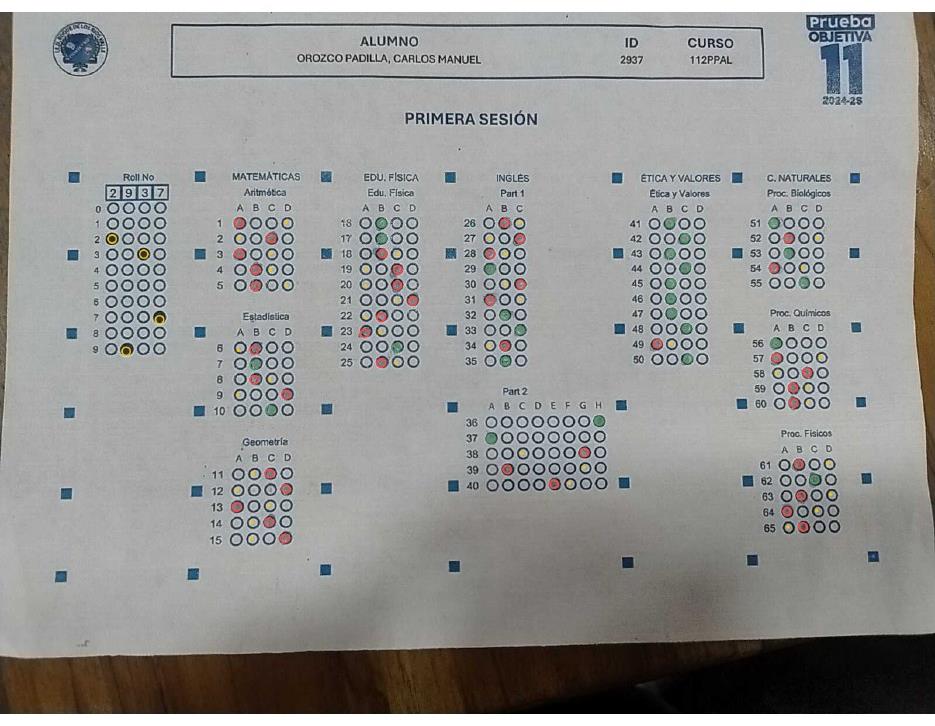 Prueba
OBJETIVA
11
2024-25
ALUMNO ID CURSO
OROZCO PADILLA, CARLOS MANUEL 2937 112PPAL
PRIMERA SESIÓN
Roll No
2 9 3 7
0
1
2
3
4
5
6
7
8
9
MATEMÁTICAS
Aritmética
A B C D
1
2
3
4
5
Estadística
A B C D
6
7
8
9
10
Geometría
A B C D
11
12
13
14
15
EDU. FÍSICA
Edu. Física
A B C D
17
18
19
20
21
22
23
24
25
INGLÉS
Part 1
A B C
26
27
28
29
30
31
32
33
34
35
Part 2
A B C D E F G H
36
37
38
39
40
ÉTICA Y VALORES
Ética y Valores
A B C D
41
42
43
44
45
46
47
48
49
50
C. NATURALES
Proc. Biológicos
A B C D
51
52
53
54
55
Proc. Químicos
A B C D
56
57
58
59
60
Proc. Físicos
A B C D
61
62
63
64
65